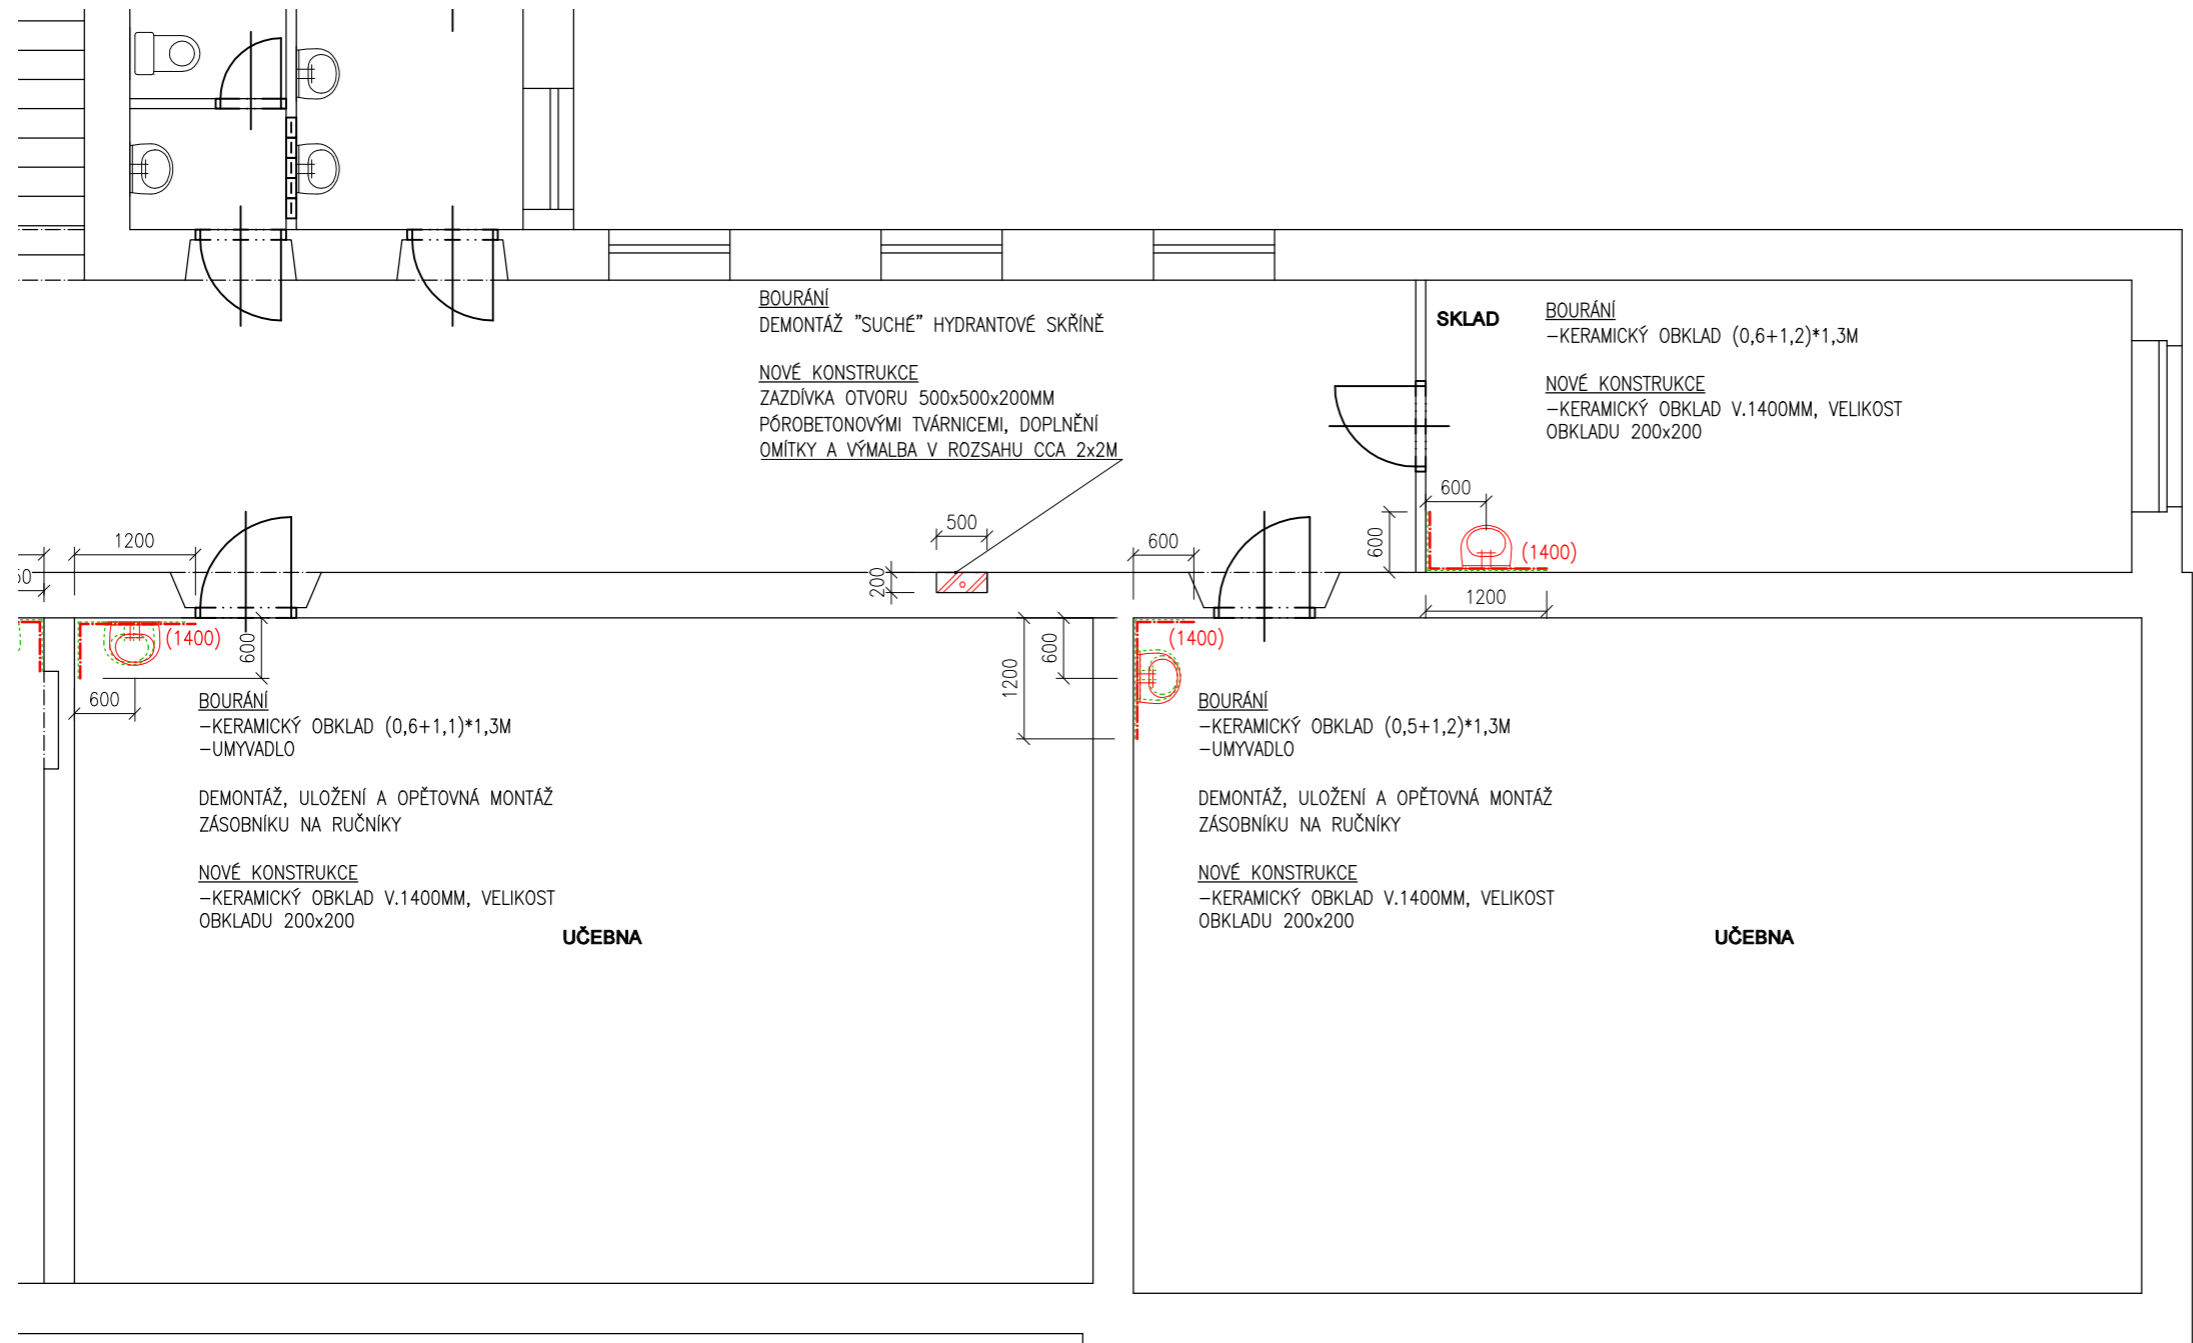 BOURÁNÍ
DEMONTÁŽ "SUCHÉ" HYDRANTOVÉ SKŘÍNĚ
NOVÉ KONSTRUKCE
ZAZDÍVKA OTVORU 500x500x200MM
PÓROBETONOVÝMI TVÁRNICEMI, DOPLNĚNÍ
OMÍTKY A VÝMALBA V ROZSAHU CCA 2x2M
SKLAD
BOURÁNÍ
-KERAMICKÝ OBKLAD (0,6+1,2)*1,3M
NOVÉ KONSTRUKCE
-KERAMICKÝ OBKLAD V.1400MM, VELIKOST
OBKLADU 200x200
600
600
(1400)
1200
1200
500
200
600
(1400)
600
600
BOURÁNÍ
-KERAMICKÝ OBKLAD (0,6+1,1)*1,3M
-UMYVADLO
DEMONTÁŽ, ULOŽENÍ A OPĚTOVNÁ MONTÁŽ
ZÁSOBNÍKU NA RUČNÍKY
NOVÉ KONSTRUKCE
-KERAMICKÝ OBKLAD V.1400MM, VELIKOST
OBKLADU 200x200
UČEBNA
1200
600
(1400)
BOURÁNÍ
-KERAMICKÝ OBKLAD (0,5+1,2)*1,3M
-UMYVADLO
DEMONTÁŽ, ULOŽENÍ A OPĚTOVNÁ MONTÁŽ
ZÁSOBNÍKU NA RUČNÍKY
NOVÉ KONSTRUKCE
-KERAMICKÝ OBKLAD V.1400MM, VELIKOST
OBKLADU 200x200
UČEBNA